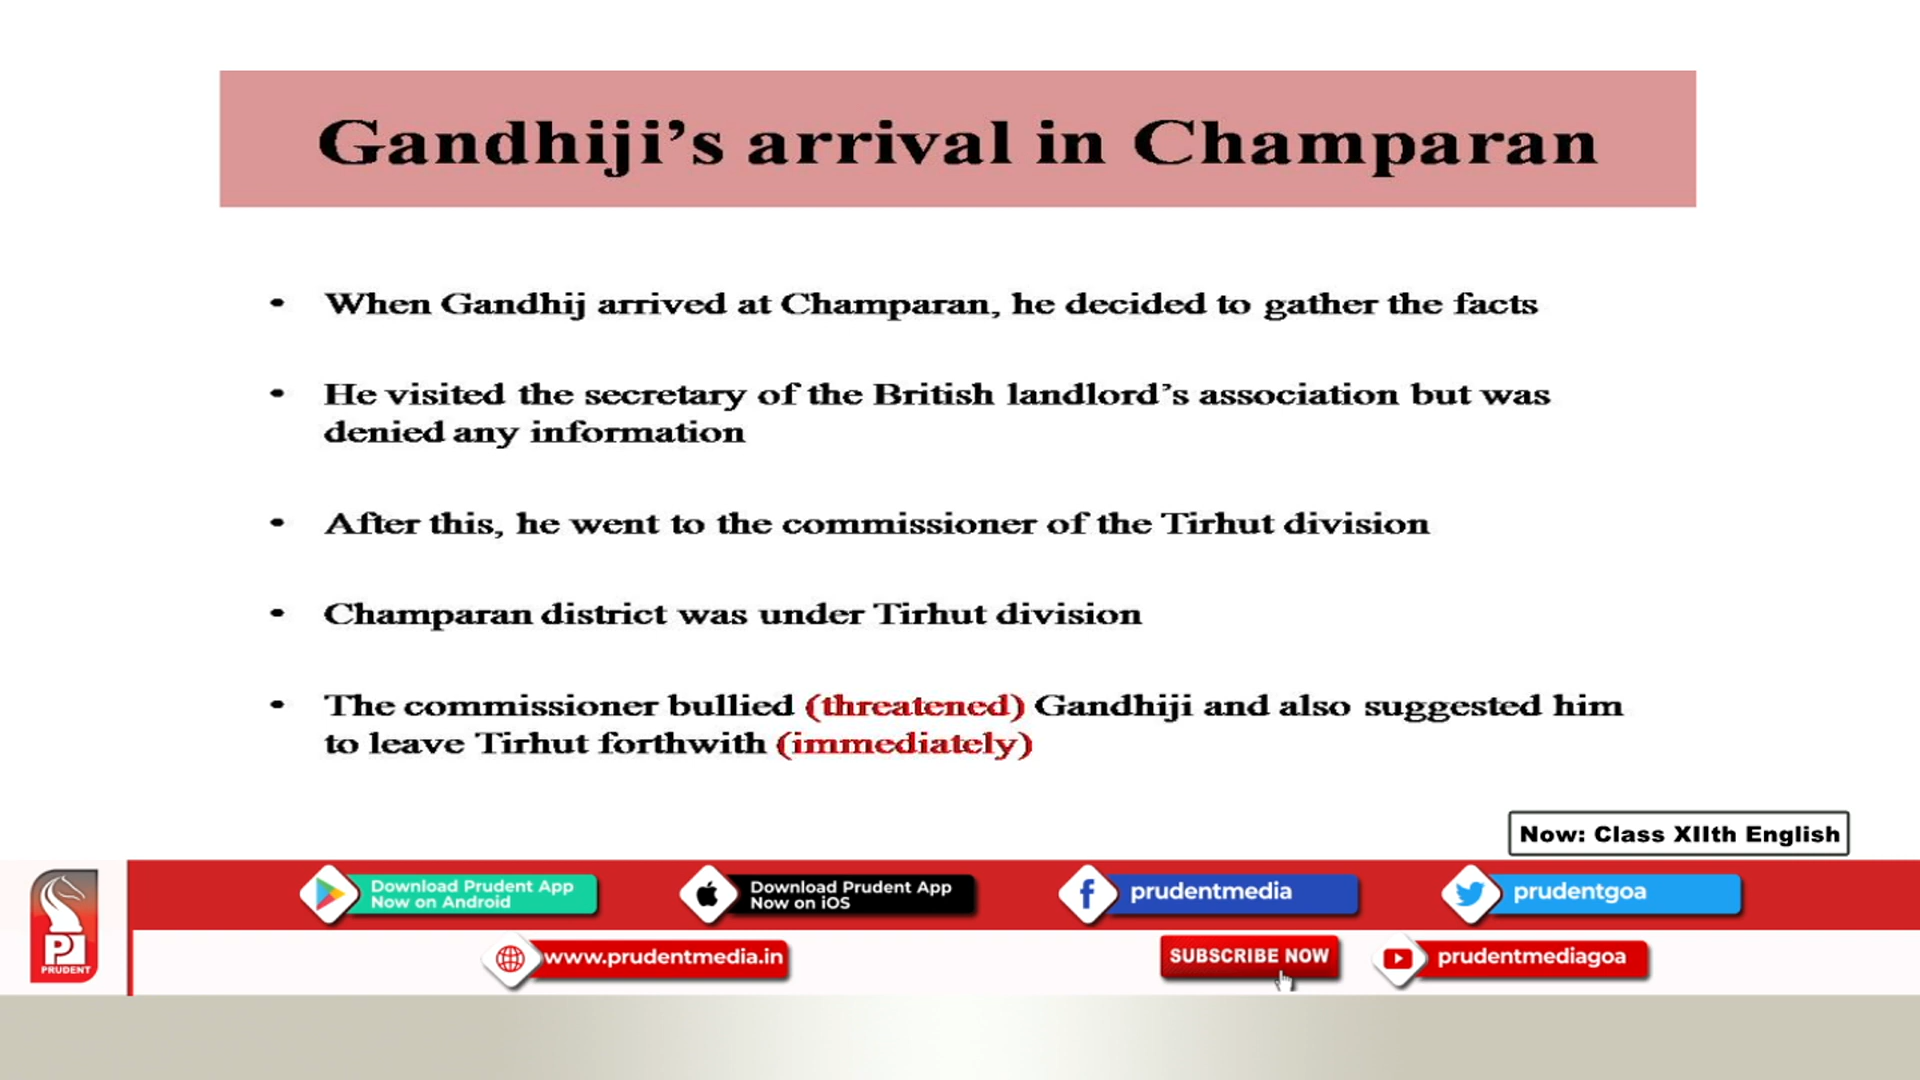 Gandhiji’s arrival in Champaran
• When Gandhij arrived at Champaran, he decided to gather the facts
• He visited the secretary of the British landlord’s association but was
denied any information
• After this, he went to the commissioner of the Tirhut division
• Champaran district was under Tirhut division
• The commissioner bullied (threatened) Gandhiji and also suggested him
to leave Tirhut forthwith (immediately)
Now: Class XIIth English
Download Prudent App
Now on Android
Download Prudent App
Now on iOS
prudentmedia
prudentgoa
P
PRUDENT
www.prudentmedia.in
SUBSCRIBE NOW
prudentmediagoa